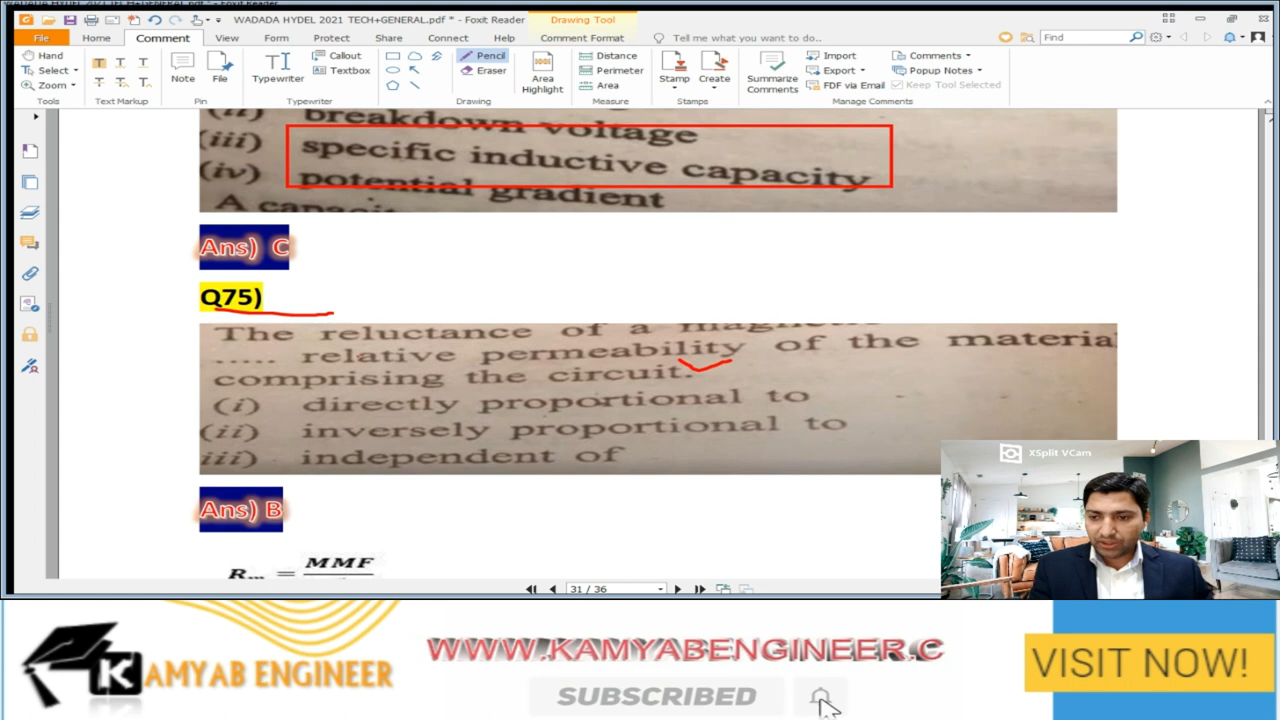 WADADA HYDEL 2021 TECH+GENERAL.pdf * - Foxit Reader
Drawing Tool
File Home Comment View Form Protect Share Connect Help Comment Format Tell me what you want to do.. Find
Hand
Select
Zoom
Tools
Text Markup
Note
File
Pin
Typewriter
Callout
Textbox
Typewriter
Pencil
Eraser
Drawing
Area Highlight
Distance
Perimeter
Area
Measure
Stamp
Create
Stamps
Summarize Comments
Import
Export
FDF via Email
Comments
Popup Notes
Keep Tool Selected
Manage Comments
breakdown voltage
(iii) specific inductive capacity
(iv) potential gradient
Ans) C
Q75)
The reluctance of a
..... relative permeability of the materia
comprising the circuit.
(i) directly proportional to
(ii) inversely proportional to
iii) independent of
Ans) B
Rm = MMF
31 / 36
XSplit VCam
KAMYAB ENGINEER
WWW.KAMYABENGINEER.C
SUBSCRIBED
VISIT NOW!